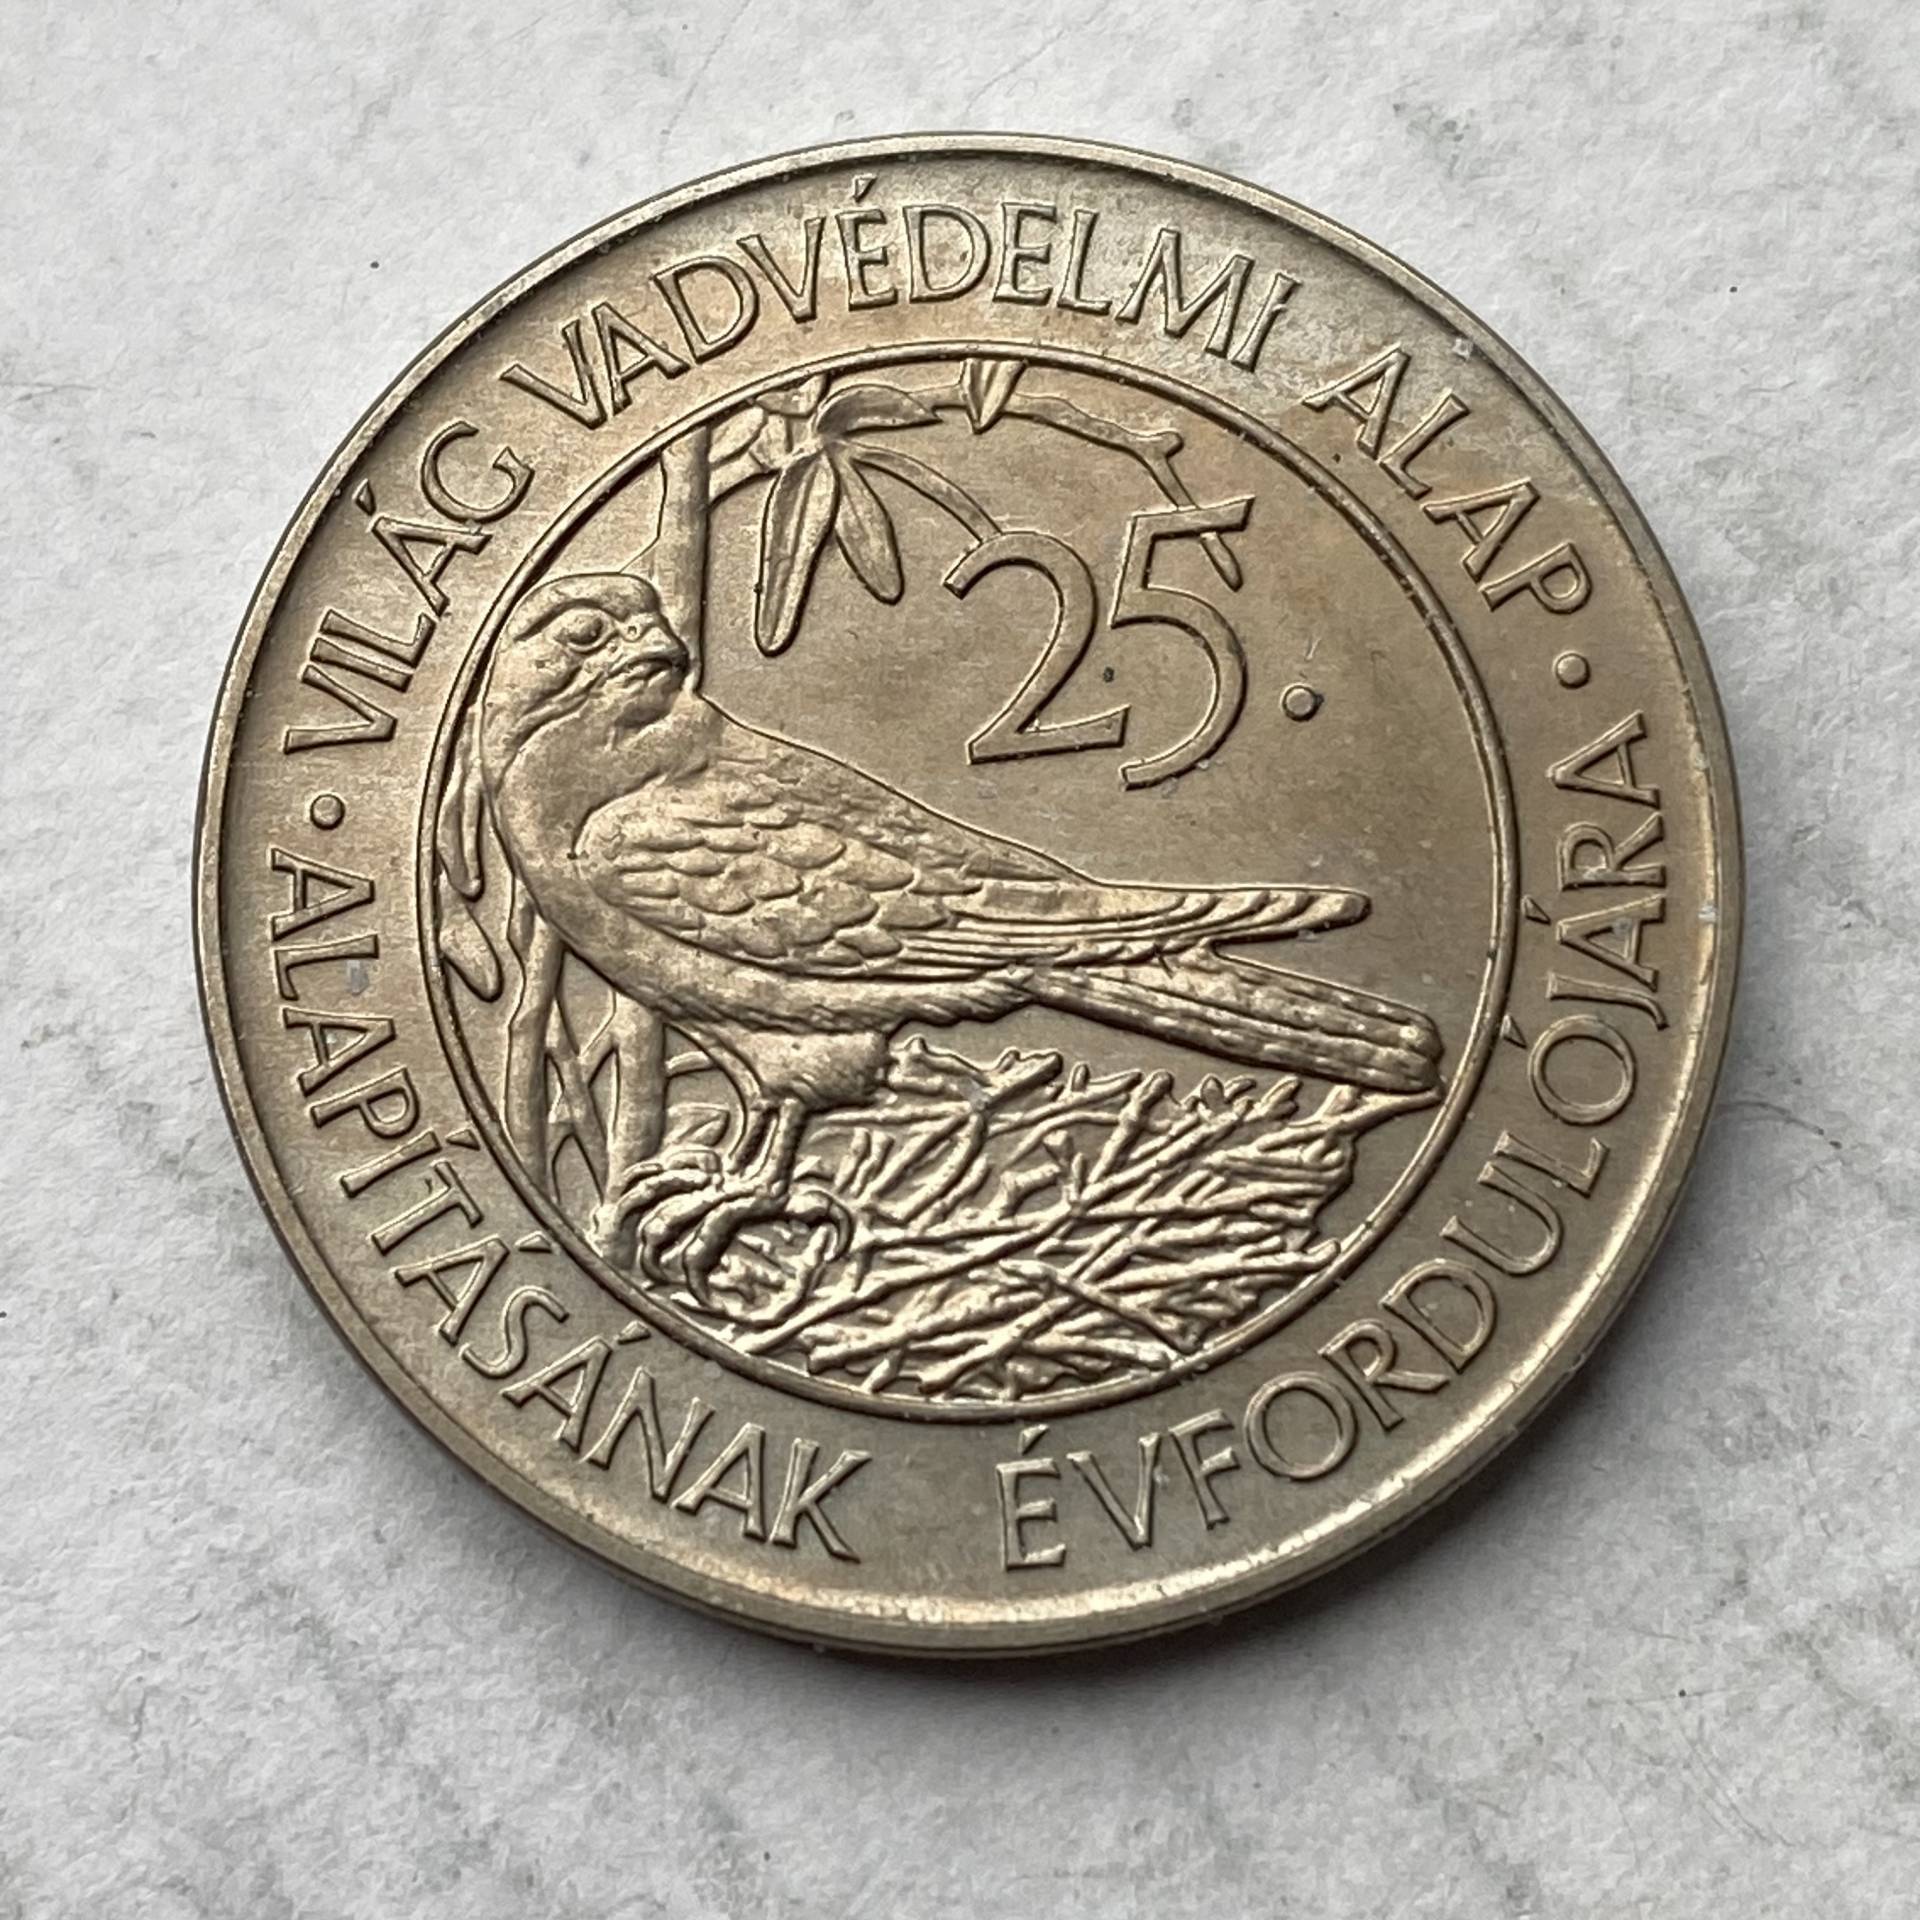 • VILÁG VADVÉDELMI ALAP •
ALAPÍTÁSÁNAK ÉVFORDULÓJÁRA
25.